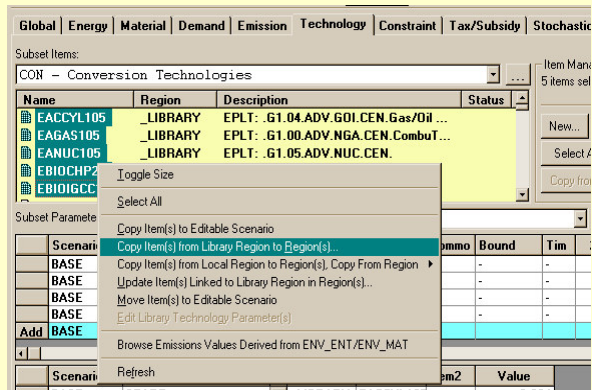 Global Energy Material Demand Emission Technology Constraint Tax/Subsidy Stochastic
Subset Items:
CON - Conversion Technologies ...
Item Mana
5 items sel
Name Region Description Status
EACCYL105 _LIBRARY EPLT: .G1.04.ADV.GOI.CEN.Gas/Oil ...
EAGAS105 _LIBRARY EPLT: .G1.00.ADV.NGA.CEN.CombuT...
EANUC105 _LIBRARY EPLT: .G1.05.ADV.NUC.CEN.
EBIOCHP2
EBIOIGCC
New...
Select A
Copy fro
Toggle Size
Select All
Copy Item(s) to Editable Scenario
Copy Item(s) from Library Region to Region(s)...
Copy Item(s) from Local Region to Region(s), Copy From Region
Update Item(s) Linked to Library Region in Region(s)...
Move Item(s) to Editable Scenario
Edit Library Technology Parameter(s)
Browse Emissions Values Derived from ENV_ENT/ENV_MAT
Refresh
Subset Paramete
Scenari ommo Bound Tim
BASE - -
BASE - -
BASE - -
BASE - -
Add BASE - -
Scenari em2 Value